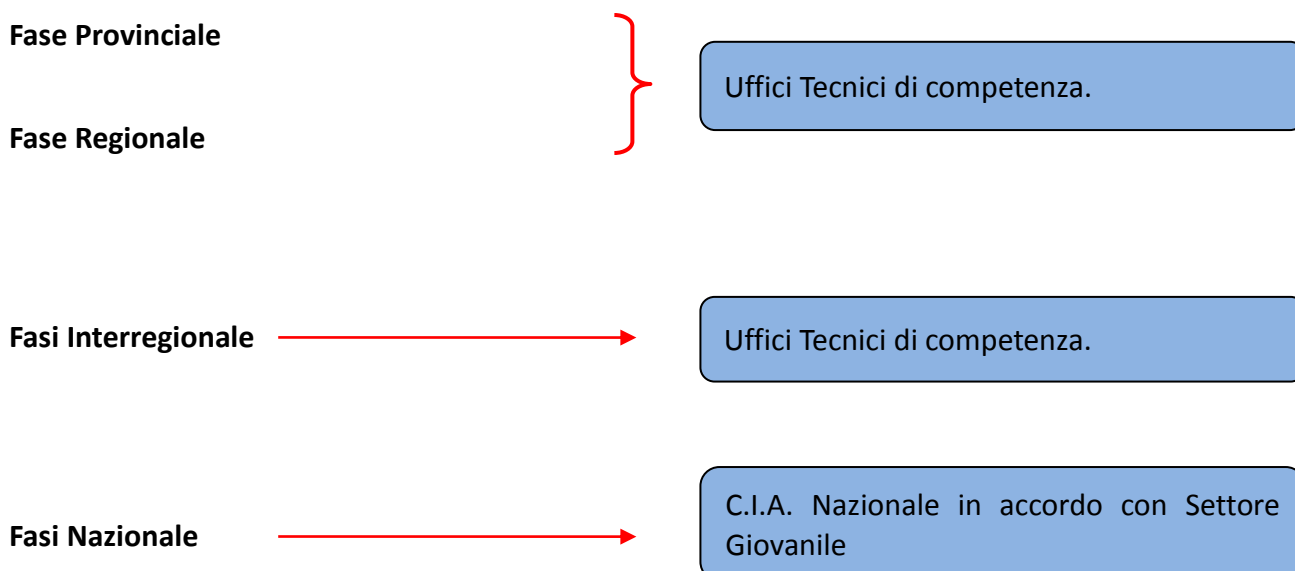 Fase Provinciale
Uffici Tecnici di competenza.
Fase Regionale
Fasi Interregionale
Uffici Tecnici di competenza.
Fasi Nazionale
C.I.A. Nazionale in accordo con Settore
Giovanile